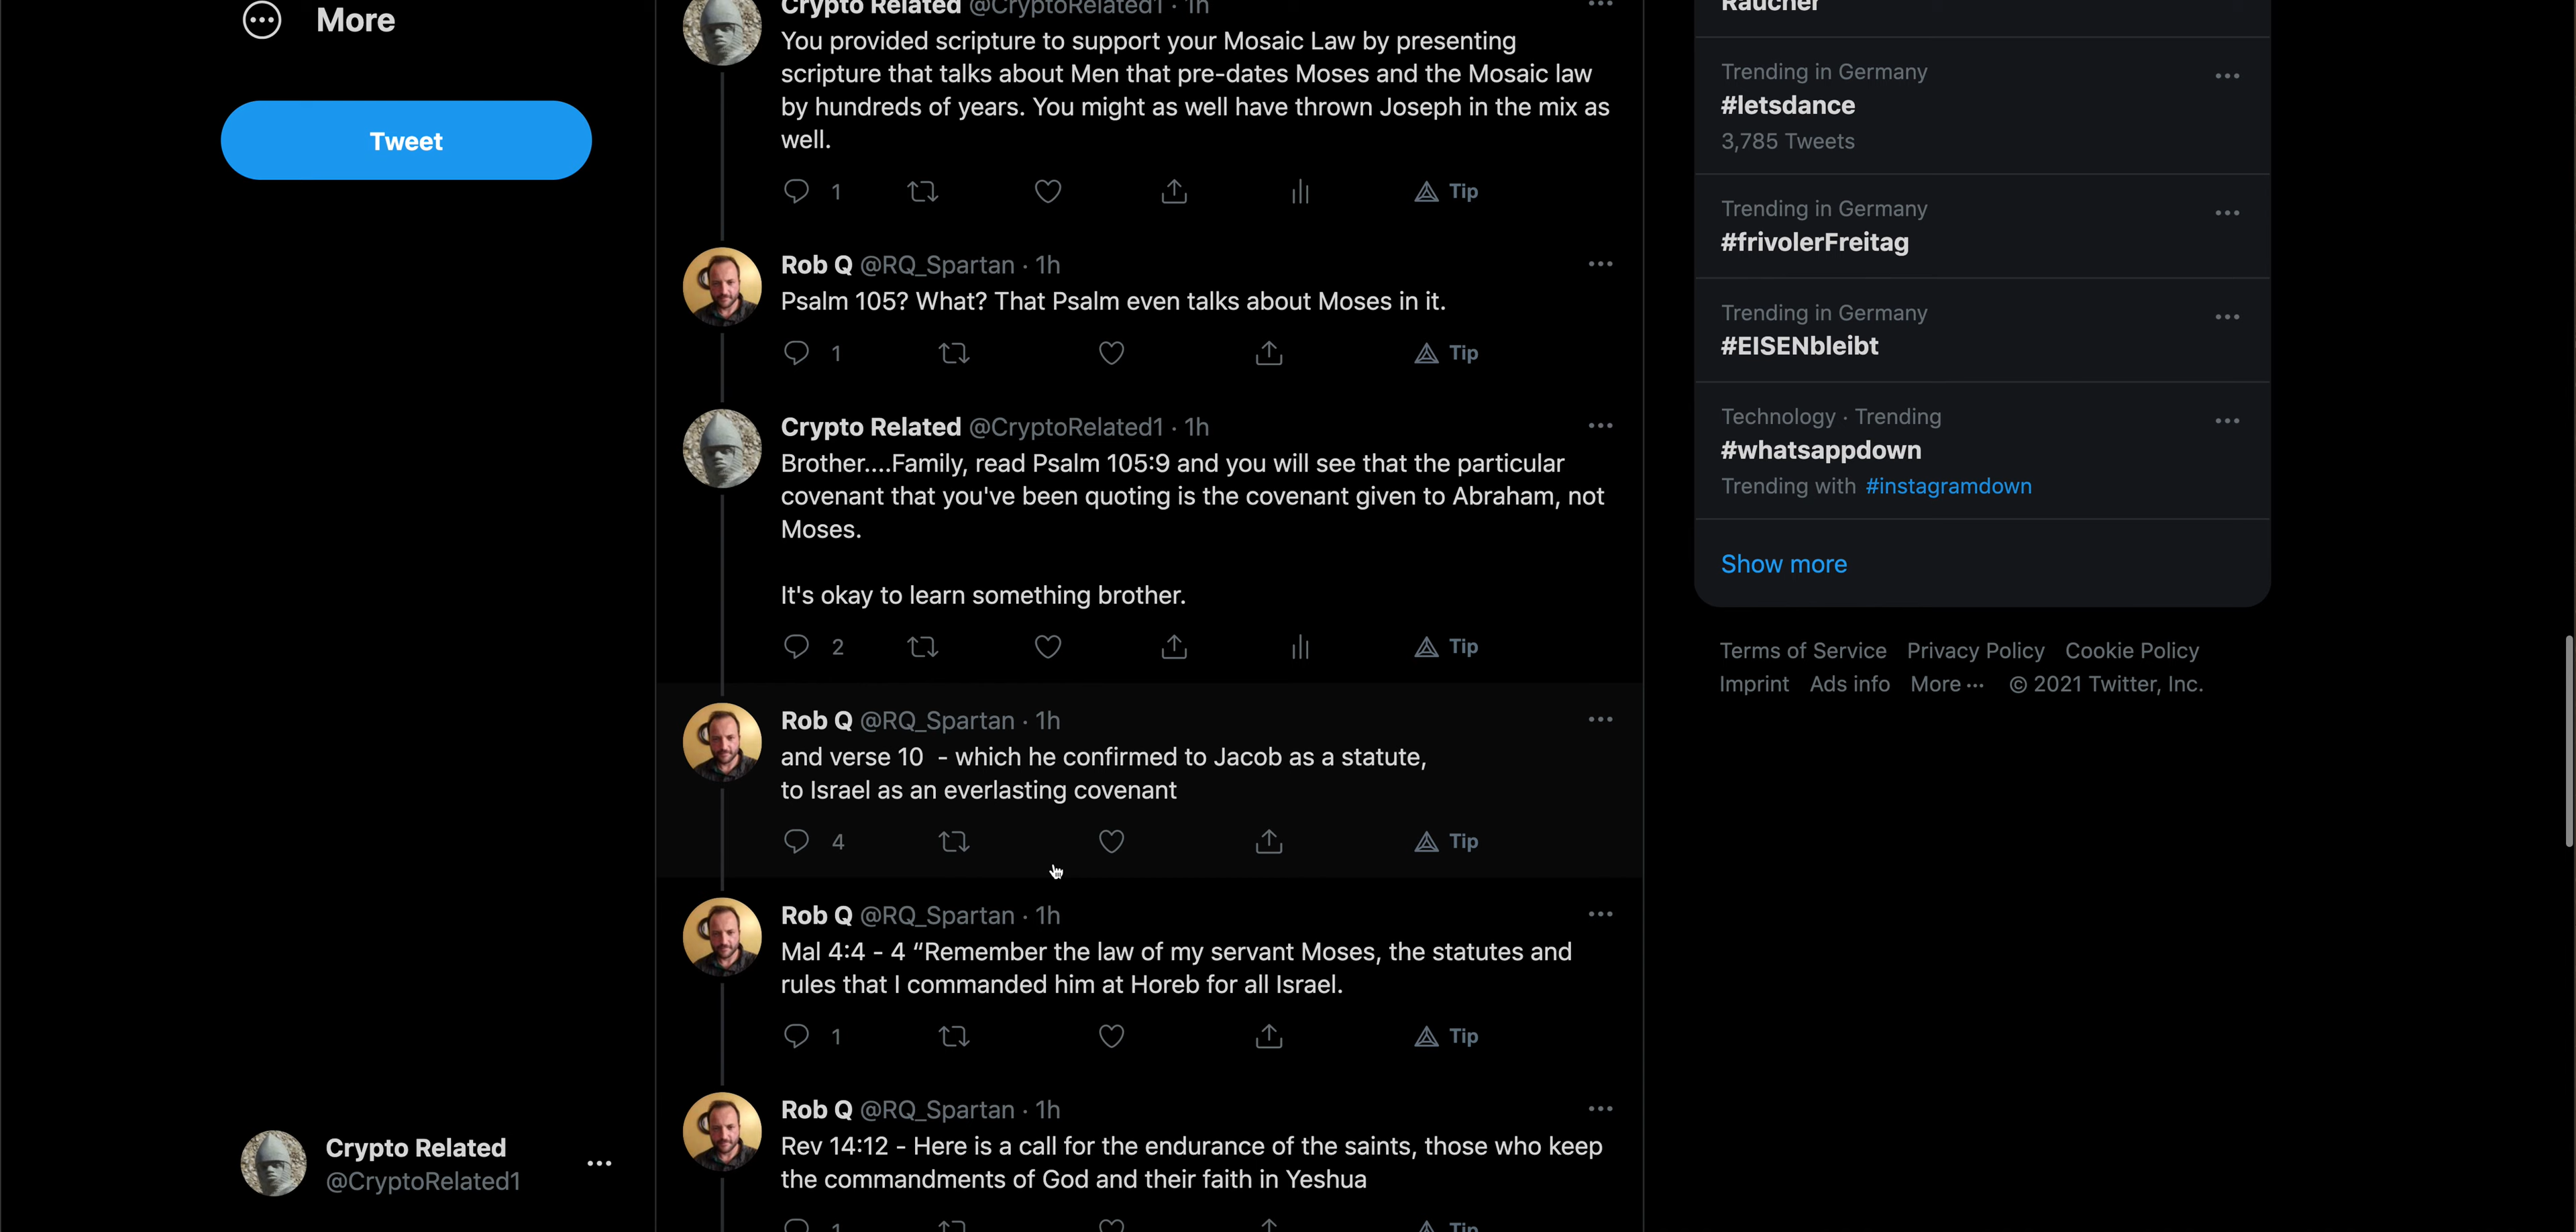 More
Tweet
Crypto Related @CryptoRelated1 · 1h
You provided scripture to support your Mosaic Law by presenting
scripture that talks about Men that pre-dates Moses and the Mosaic law
by hundreds of years. You might as well have thrown Joseph in the mix as
well.
1
Tip
Rob Q @RQ_Spartan · 1h
Psalm 105? What? That Psalm even talks about Moses in it.
1
Tip
Crypto Related @CryptoRelated1 · 1h
Brother....Family, read Psalm 105:9 and you will see that the particular
covenant that you've been quoting is the covenant given to Abraham, not
Moses.
It's okay to learn something brother.
2
Tip
Rob Q @RQ_Spartan · 1h
and verse 10  - which he confirmed to Jacob as a statute,
to Israel as an everlasting covenant
4
Tip
Rob Q @RQ_Spartan · 1h
Mal 4:4 - 4 “Remember the law of my servant Moses, the statutes and
rules that I commanded him at Horeb for all Israel.
1
Tip
Rob Q @RQ_Spartan · 1h
Rev 14:12 - Here is a call for the endurance of the saints, those who keep
the commandments of God and their faith in Yeshua
1
Tip
Crypto Related
@CryptoRelated1
Raucher
Trending in Germany
#letsdance
3,785 Tweets
Trending in Germany
#frivolerFreitag
Trending in Germany
#EISENbleibt
Technology · Trending
#whatsappdown
Trending with #instagramdown
Show more
Terms of Service Privacy Policy Cookie Policy
Imprint Ads info More ··· © 2021 Twitter, Inc.